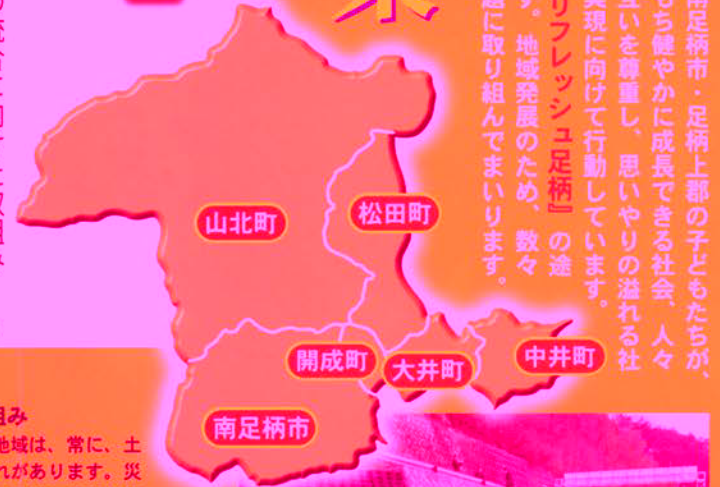 南足柄市・足柄上郡の子どもたちが、
もち健やかに成長できる社会、人々
互いを尊重し、思いやりの溢れる社
実現に向けて行動しています。
リフレッシュ足柄』の途
す。地域発展のため、数々
題に取り組んでまいります。
山北町
松田町
開成町
大井町
中井町
南足柄市
組み
地域は、常に、土
れがあります。災